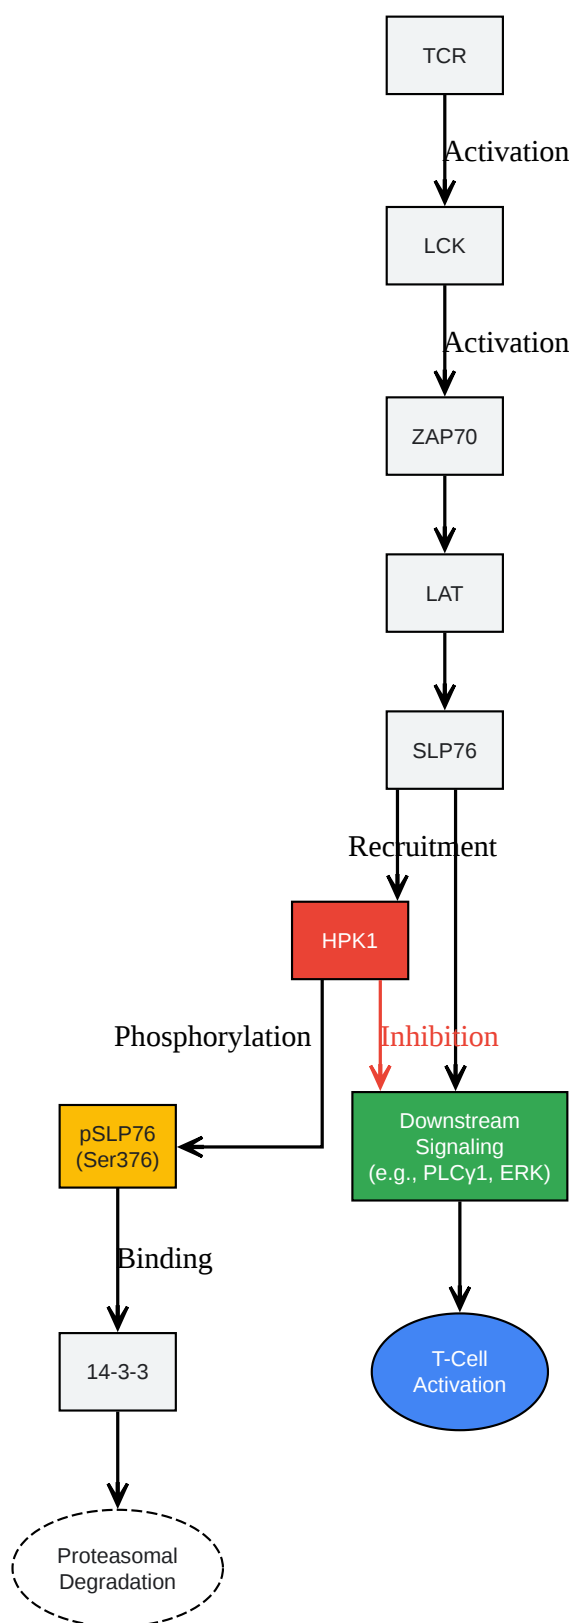 TCR
Activation
LCK
Activation
ZAP70
LAT
SLP76
Recruitment
HPK1
Phosphorylation
Inhibition
pSLP76
(Ser376)
Downstream
Signaling
(e.g., PLCγ1, ERK)
Binding
14-3-3
T-Cell
Activation
Proteasomal
Degradation